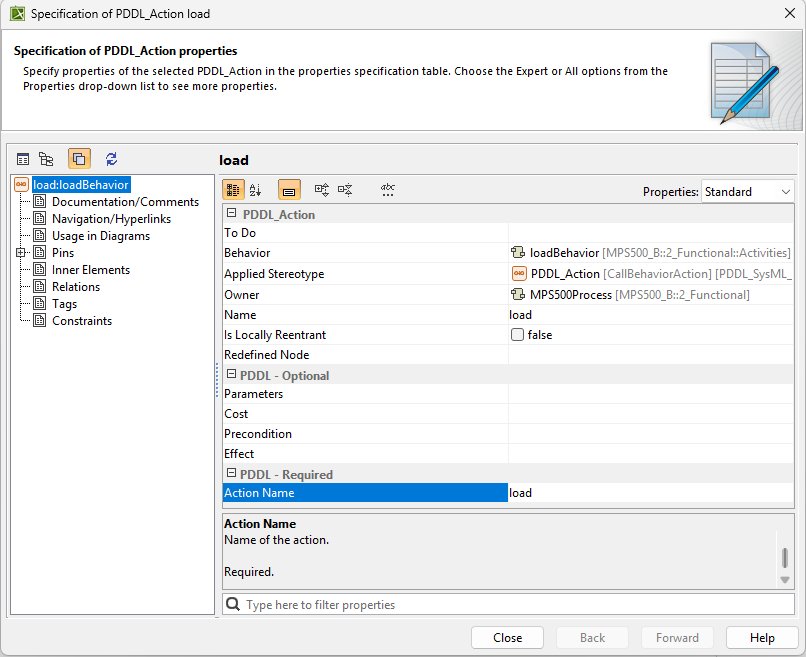 Specification of PDDL_Action load
Specification of PDDL_Action properties
Specify properties of the selected PDDL_Action in the properties specification table. Choose the Expert or All options from the
Properties drop-down list to see more properties.
load
Properties: Standard
load:loadBehavior
Documentation/Comments
Navigation/Hyperlinks
Usage in Diagrams
Pins
Inner Elements
Relations
Tags
Constraints
PDDL_Action
To Do
Behavior loadBehavior [MPS500_B::2_Functional::Activities]
Applied Stereotype PDDL_Action [CallBehaviorAction] [PDDL_SysML_
Owner MPS500Process [MPS500_B::2_Functional]
Name load
Is Locally Reentrant false
Redefined Node
PDDL - Optional
Parameters
Cost
Precondition
Effect
PDDL - Required
Action Name load
Action Name
Name of the action.
Required.
Type here to filter properties
Close Back Forward Help